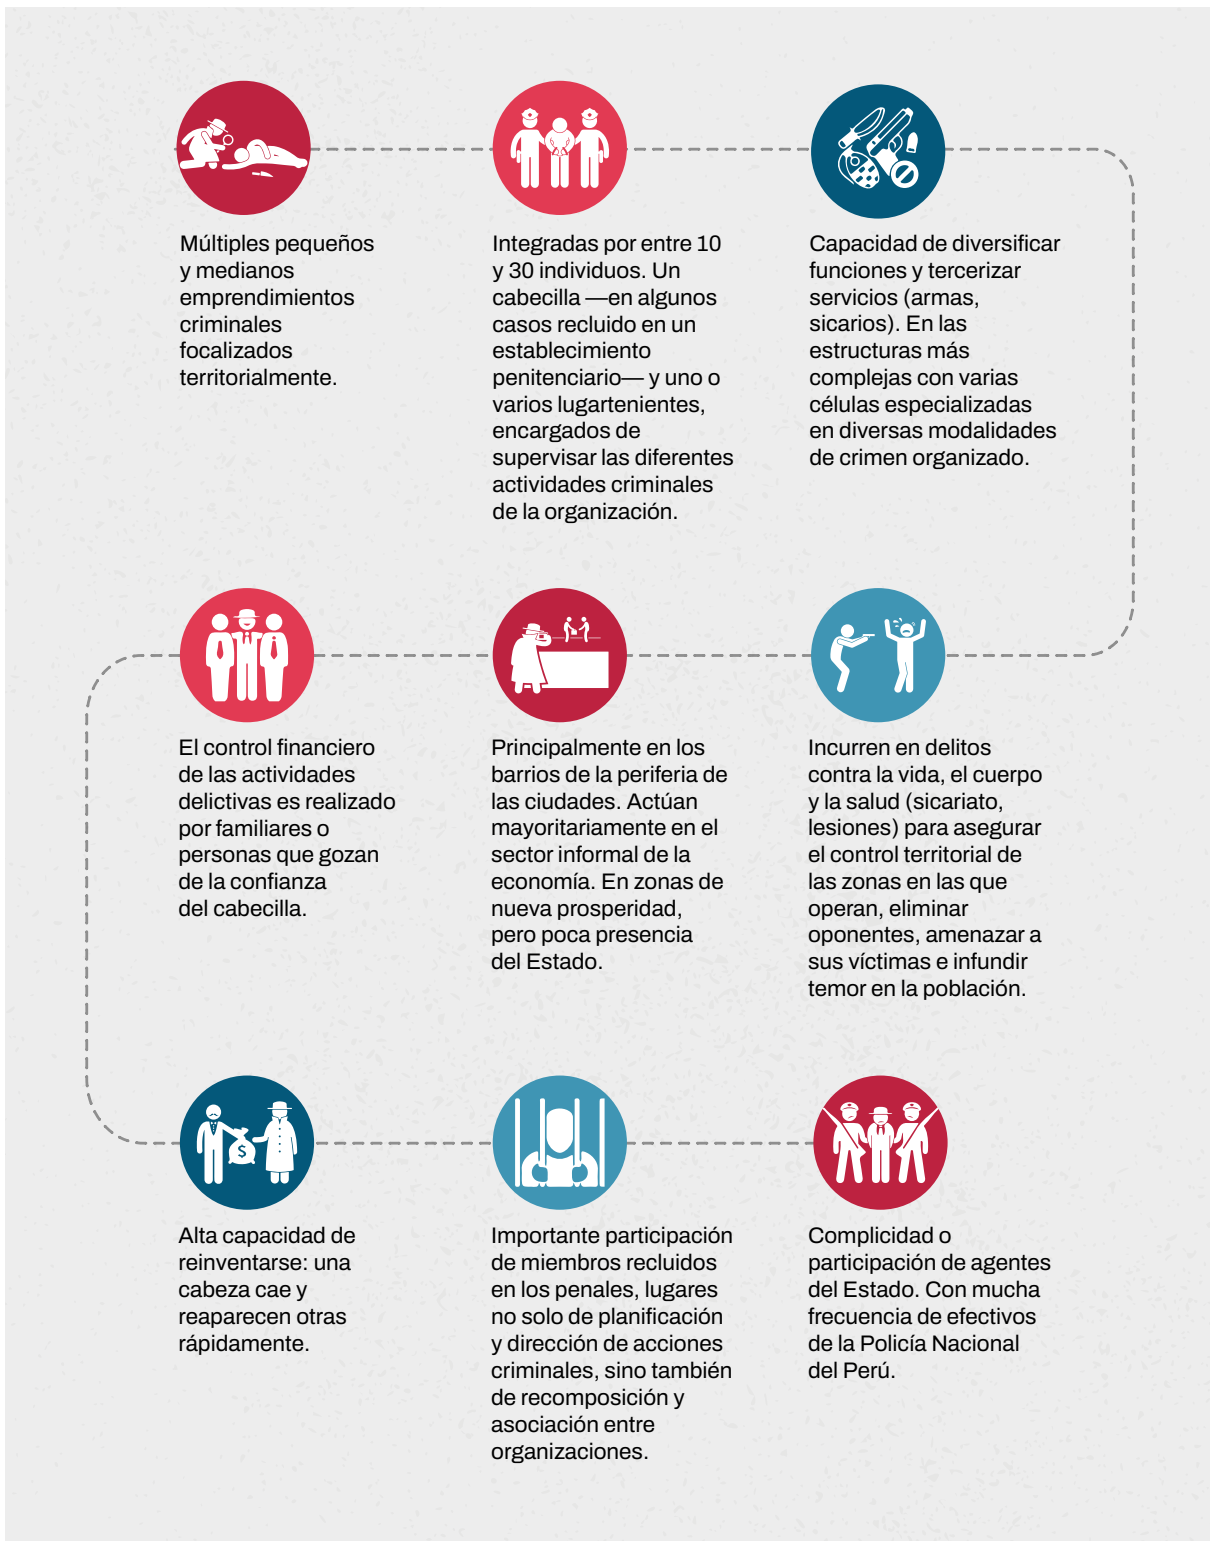 Múltiples pequeños
y medianos
emprendimientos
criminales
focalizados
territorialmente.
Integradas por entre 10
y 30 individuos. Un
cabecilla —en algunos
casos recluido en un
establecimiento
penitenciario— y uno o
varios lugartenientes,
encargados de
supervisar las diferentes
actividades criminales
de la organización.
Capacidad de diversificar
funciones y tercerizar
servicios (armas,
sicarios). En las
estructuras más
complejas con varias
células especializadas
en diversas modalidades
de crimen organizado.
El control financiero
de las actividades
delictivas es realizado
por familiares o
personas que gozan
de la confianza
del cabecilla.
Principalmente en los
barrios de la periferia de
las ciudades. Actúan
mayoritariamente en el
sector informal de la
economía. En zonas de
nueva prosperidad,
pero poca presencia
del Estado.
Incurren en delitos
contra la vida, el cuerpo
y la salud (sicariato,
lesiones) para asegurar
el control territorial de
las zonas en las que
operan, eliminar
oponentes, amenazar a
sus víctimas e infundir
temor en la población.
$
Alta capacidad de
reinventarse: una
cabeza cae y
reaparecen otras
rápidamente.
Importante participación
de miembros recluidos
en los penales, lugares
no solo de planificación
y dirección de acciones
criminales, sino también
de recomposición y
asociación entre
organizaciones.
Complicidad o
participación de agentes
del Estado. Con mucha
frecuencia de efectivos
de la Policía Nacional
del Perú.